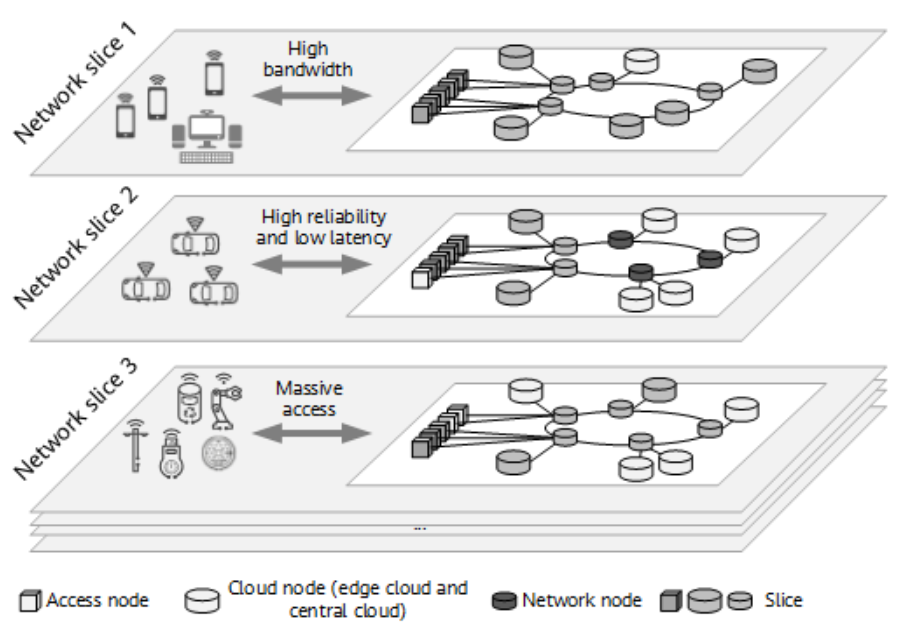 Network slice 1
High
bandwidth
Network slice 2
High reliability
and low latency
Network slice 3
Massive
access
...
Access node
Cloud node (edge cloud and
central cloud)
Network node
Slice